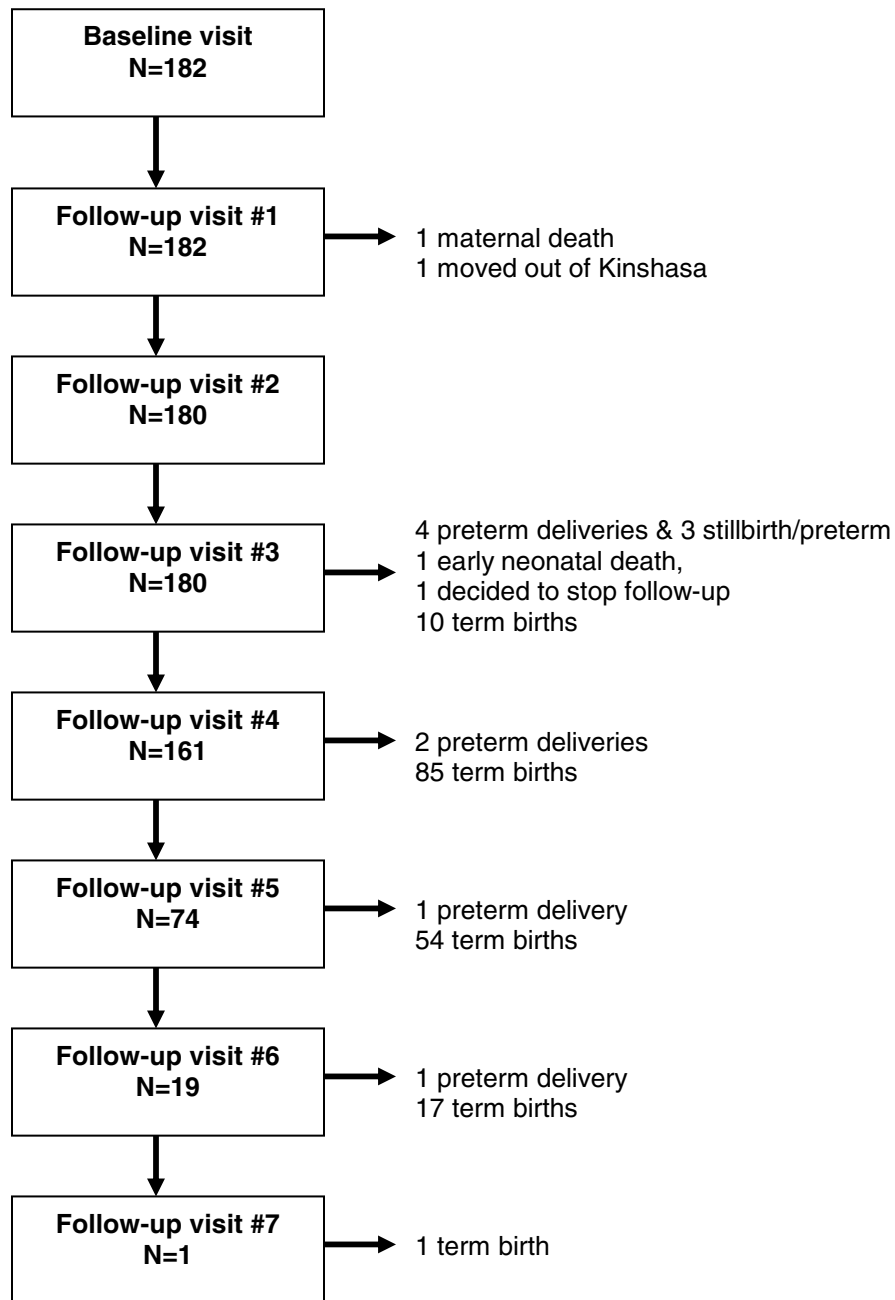 Baseline visit
N=182
Follow-up visit #1
N=182
1 maternal death
1 moved out of Kinshasa
Follow-up visit #2
N=180
Follow-up visit #3
N=180
4 preterm deliveries & 3 stillbirth/preterm
1 early neonatal death,
1 decided to stop follow-up
10 term births
Follow-up visit #4
N=161
2 preterm deliveries
85 term births
Follow-up visit #5
N=74
1 preterm delivery
54 term births
Follow-up visit #6
N=19
1 preterm delivery
17 term births
Follow-up visit #7
N=1
1 term birth